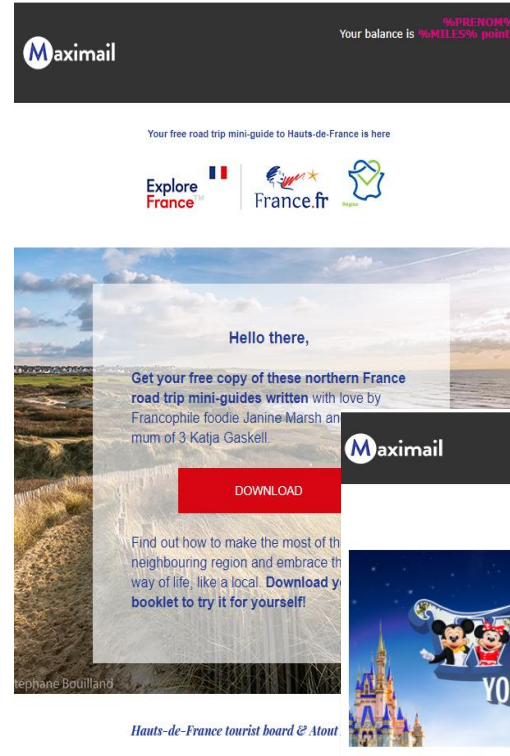 %PRENOM%
Your balance is %MILES% point
Maximail
Your free road trip mini-guide to Hauts-de-France is here
Explore
France™
France.fr
Région
Hello there,
Get your free copy of these northern France
road trip mini-guides written with love by
Francophile foodie Janine Marsh an
mum of 3 Katja Gaskell.
DOWNLOAD
Find out how to make the most of th
neighbouring region and embrace th
way of life, like a local. Download y
booklet to try it for yourself!
tephane Bouilland
Hauts-de-France tourist board & Atout
Maximail
YO